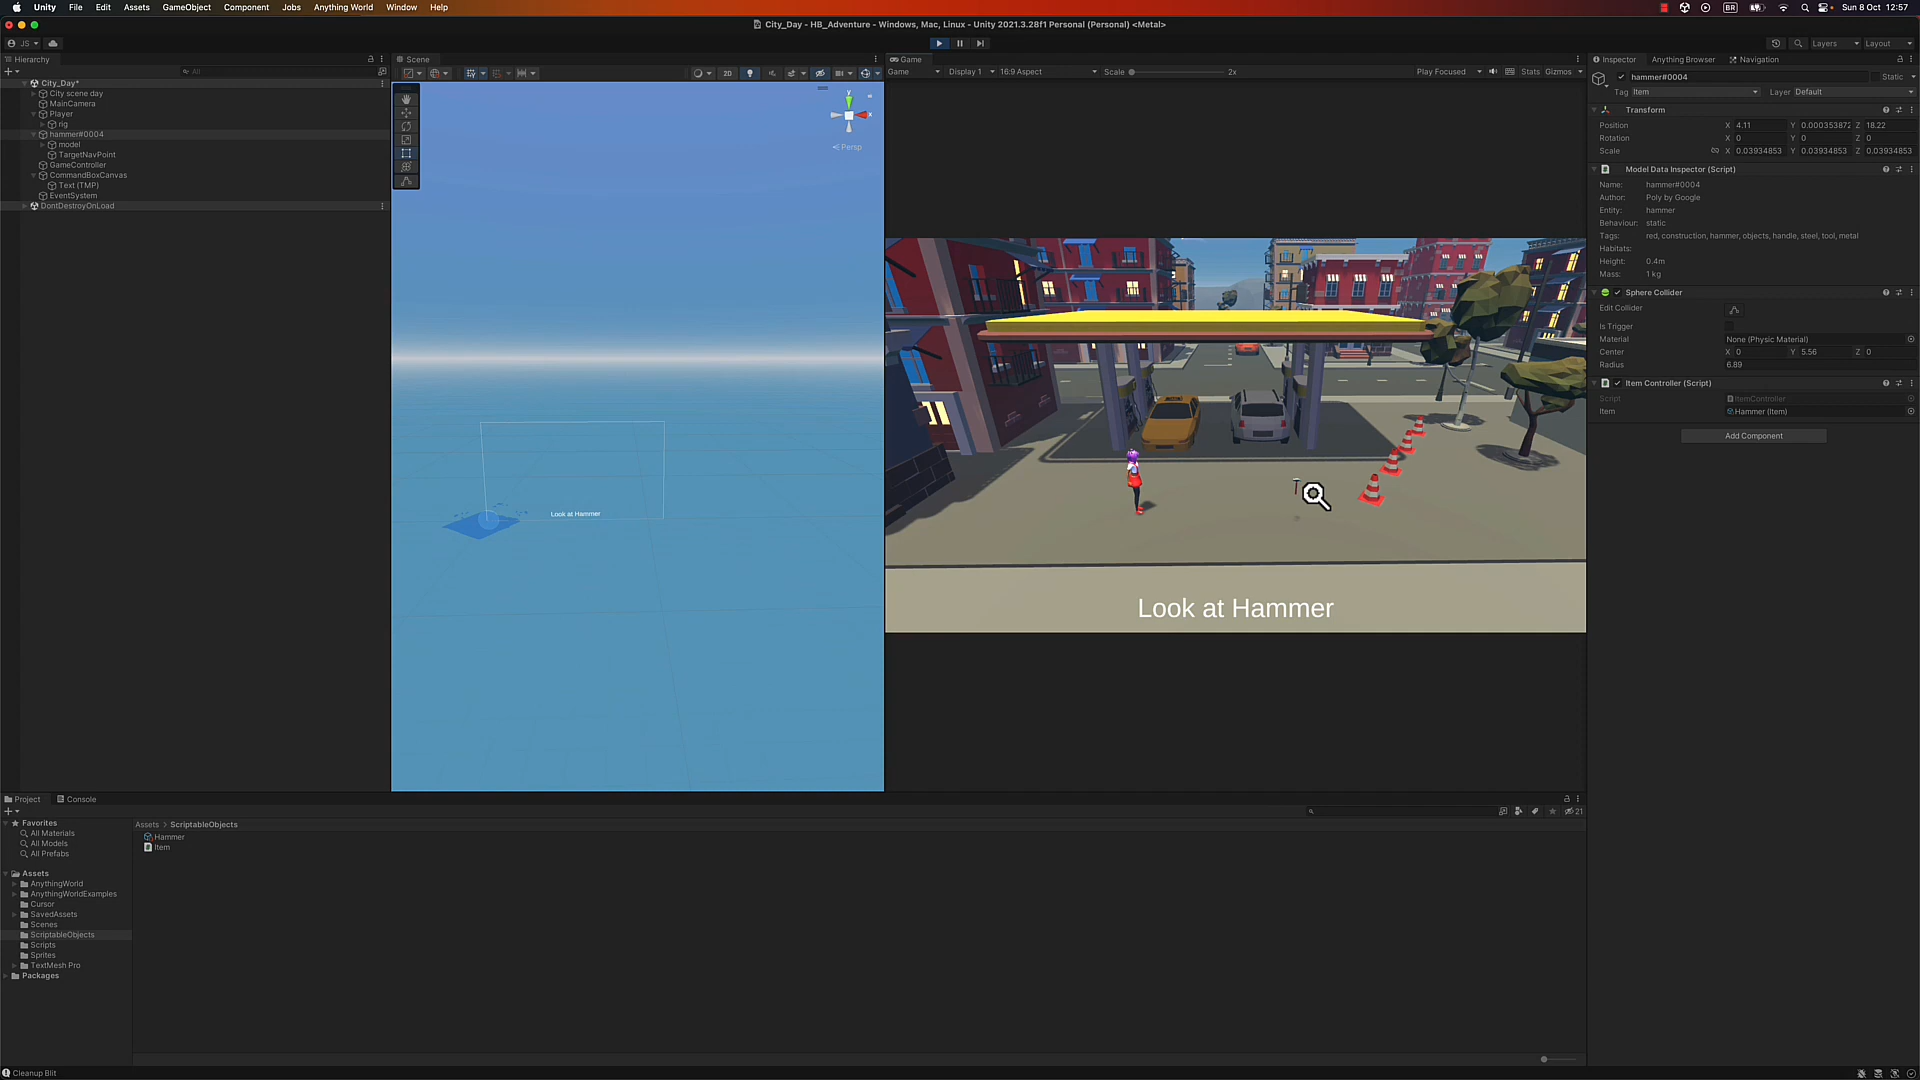 Unity File Edit Assets GameObject Component Jobs Anything World Window Help
BR
Sun 8 Oct 12:57
City_Day - HB_Adventure - Windows, Mac, Linux - Unity 2021.3.28f1 Personal (Personal) <Metal>
JS
Layers
Layout
Hierarchy
All
City_Day*
City scene day
MainCamera
Player
rig
hammer#0004
model
TargetNavPoint
GameController
CommandBoxCanvas
Text (TMP)
EventSystem
DontDestroyOnLoad
Scene
2D
y
x
Persp
Look at Hammer
Game
Game
Display 1
16:9 Aspect
Scale
2x
Play Focused
Stats
Gizmos
Look at Hammer
Inspector
Anything Browser
Navigation
hammer#0004
Static
Tag Item
Layer Default
Transform
Position X 4.11 Y 0.000353872 Z 18.22
Rotation X 0 Y 0 Z 0
Scale X 0.03934853 Y 0.03934853 Z 0.03934853
Model Data Inspector (Script)
Name: hammer#0004
Author: Poly by Google
Entity: hammer
Behaviour: static
Tags: red, construction, hammer, objects, handle, steel, tool, metal
Habitats:
Height: 0.4m
Mass: 1 kg
Sphere Collider
Edit Collider
Is Trigger
Material None (Physic Material)
Center X 0 Y 5.56 Z 0
Radius 6.89
Item Controller (Script)
Script ItemController
Item Hammer (Item)
Add Component
Project
Console
21
Favorites
All Materials
All Models
All Prefabs
Assets
AnythingWorld
AnythingWorldExamples
Cursor
SavedAssets
Scenes
ScriptableObjects
Scripts
Sprites
TextMesh Pro
Packages
Assets > ScriptableObjects
Hammer
Item
Cleanup Blit